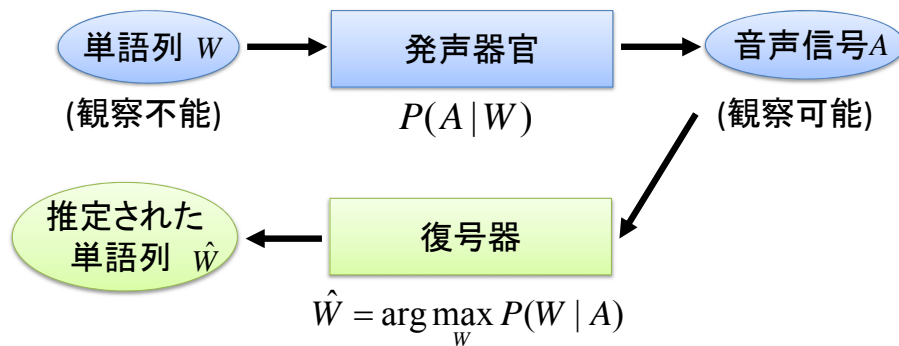 単語列 W
発声器官
音声信号A
(観察不能)
P(A|W)
(観察可能)
推定された
単語列 Ŵ
復号器
Ŵ = arg max P(W | A)
W